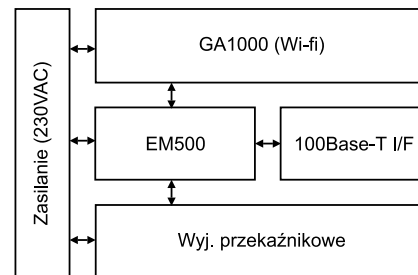 Zasilanie (230VAC)
GA1000 (Wi-fi)
EM500
100Base-T I/F
Wyj. przekaźnikowe